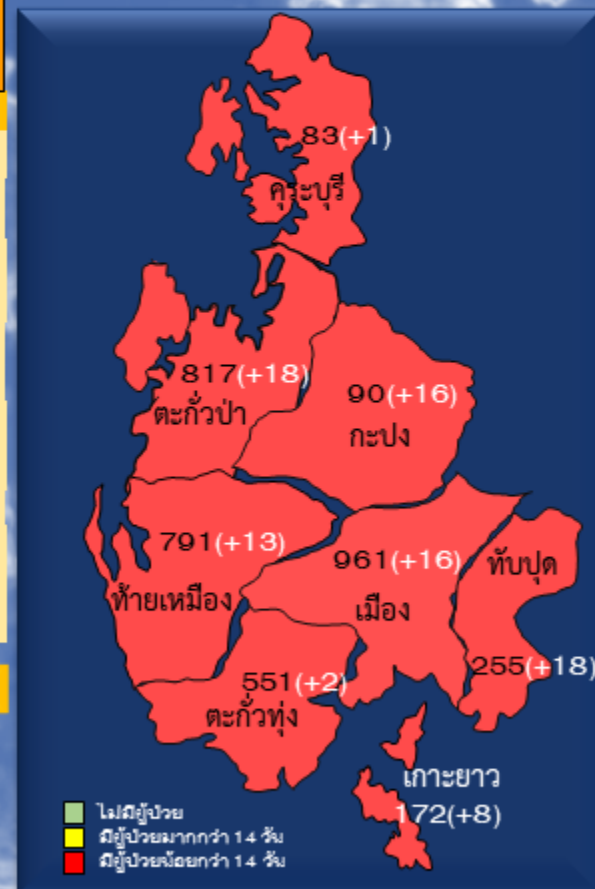 83(+1)
คุระบุรี
817(+18)
ตะกั่วป่า
90(+16)
กะปง
791(+13)
ท้ายเหมือง
961(+16)
เมือง
ทับปุด
255(+18)
551(+2)
ตะกั่วทุ่ง
เกาะยาว
172(+8)
ไม่มีผู้ป่วย
มีผู้ป่วยมากกว่า 14 วัน
มีผู้ป่วยน้อยกว่า 14 วัน